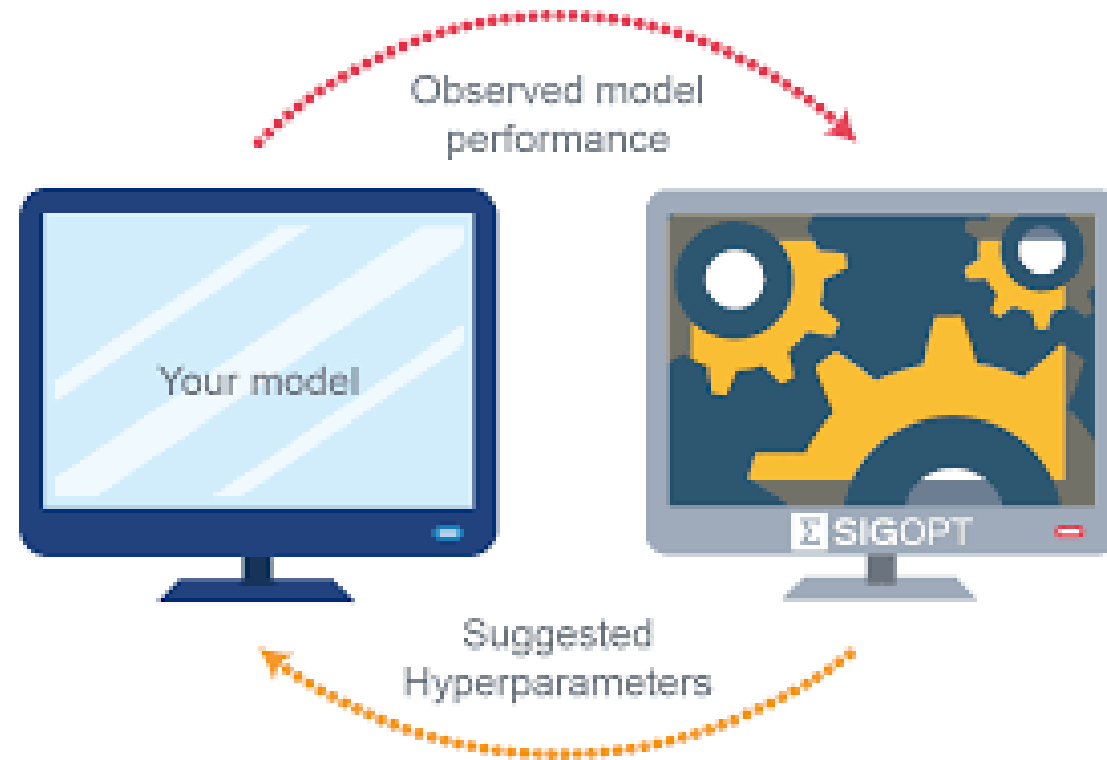 Observed model
performance
Your model
Σ SIGOPT
Suggested
Hyperparameters